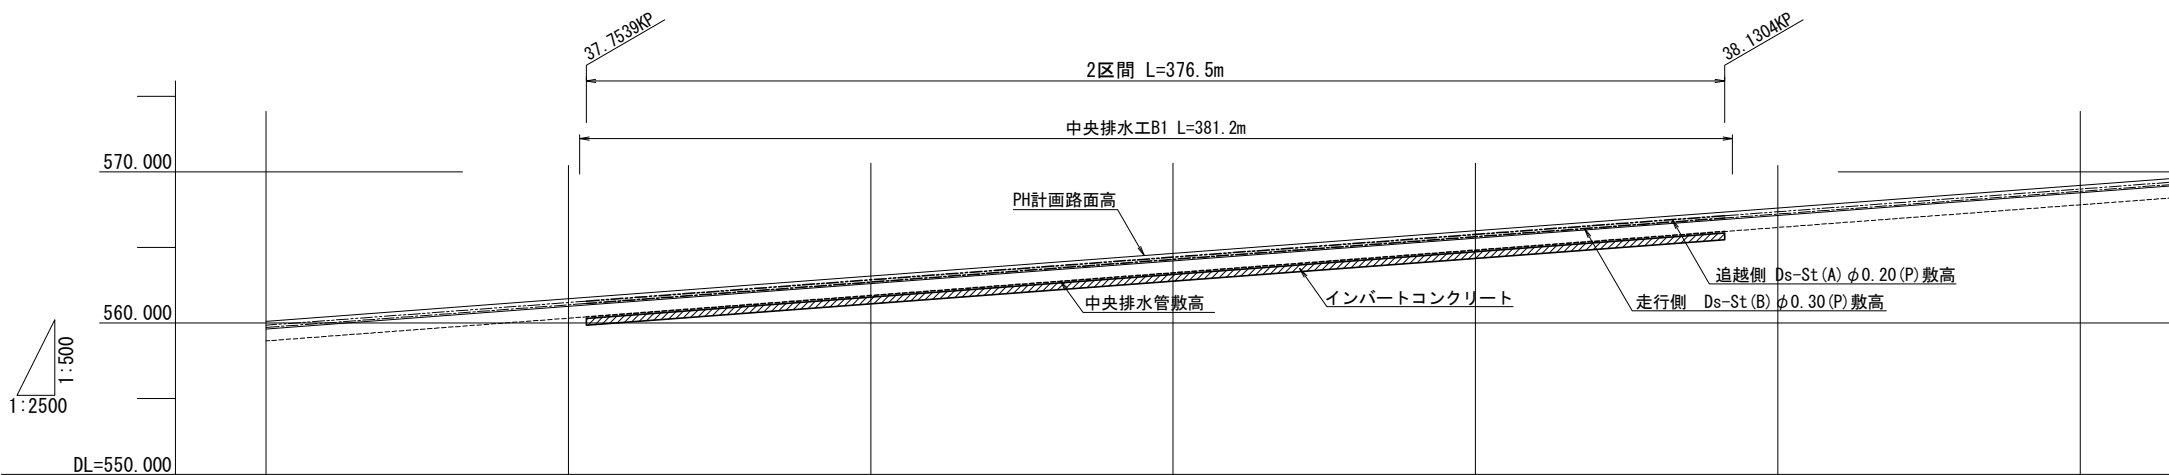 37.7539KP
38.1304KP
2区間 L=376.5m
中央排水工B1 L=381.2m
570.000
PH計画路面高
追越側 Ds-St(A)φ0.20(P)敷高
走行側 Ds-St(B)φ0.30(P)敷高
インバートコンクリート
中央排水管敷高
560.000
1:500
1:2500
DL=550.000